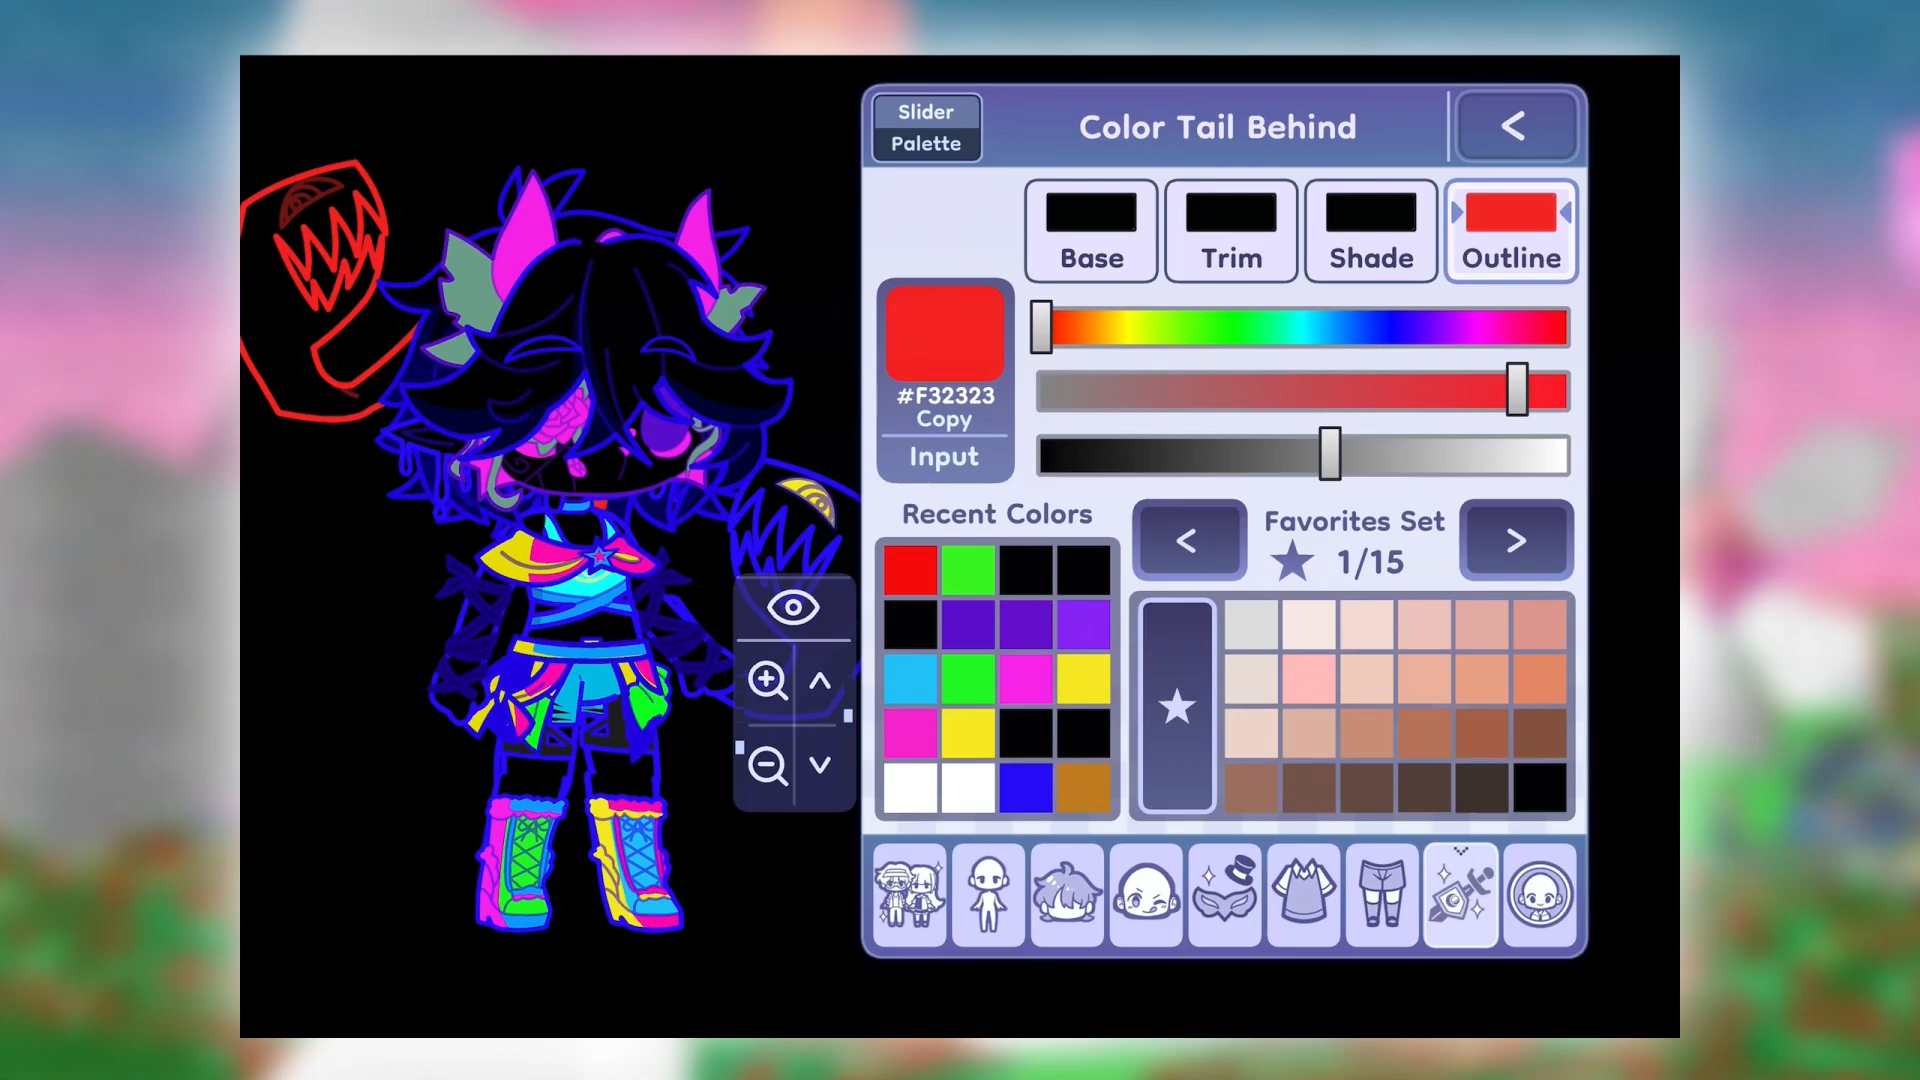 Slider
Palette
Color Tail Behind
Base
Trim
Shade
Outline
#F32323
Copy
Input
Recent Colors
Favorites Set
1/15